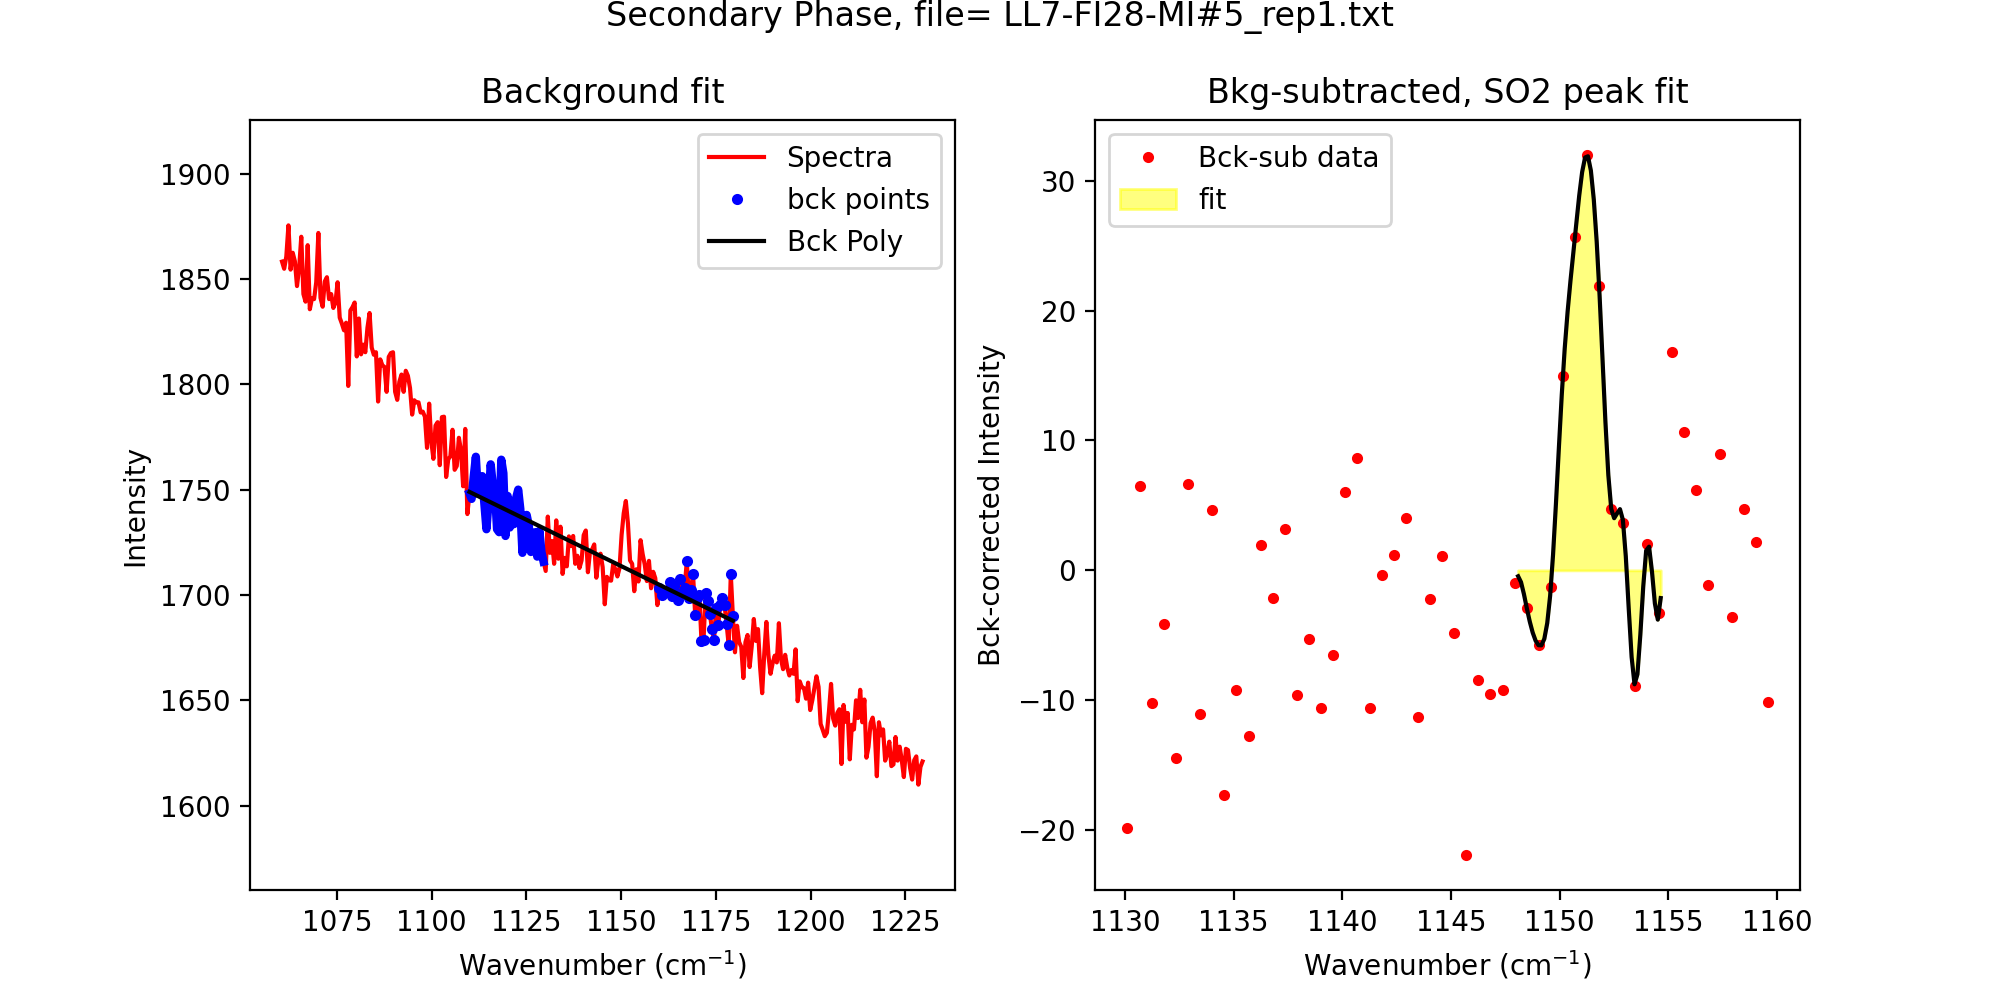 Secondary Phase, file= LL7-FI28-MI#5_rep1.txt
Background fit
Spectra
bck points
Bck Poly
Intensity
1900
1850
1800
1750
1700
1650
1600
1075 1100 1125 1150 1175 1200 1225
Wavenumber (cm⁻¹)
Bkg-subtracted, SO2 peak fit
Bck-sub data
fit
Bck-corrected Intensity
30
20
10
0
−10
−20
1130 1135 1140 1145 1150 1155 1160
Wavenumber (cm⁻¹)